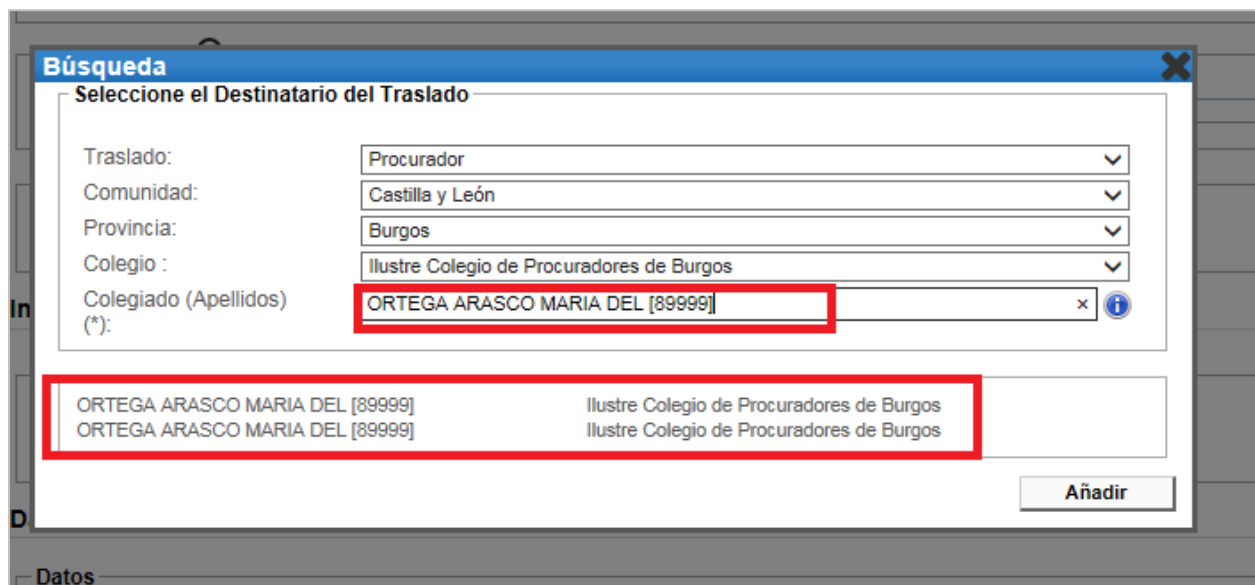 Búsqueda
Seleccione el Destinatario del Traslado
Traslado: Procurador
Comunidad: Castilla y León
Provincia: Burgos
Colegio : Ilustre Colegio de Procuradores de Burgos
Colegiado (Apellidos) (*): ORTEGA ARASCO MARIA DEL [89999]
ORTEGA ARASCO MARIA DEL [89999] Ilustre Colegio de Procuradores de Burgos
ORTEGA ARASCO MARIA DEL [89999] Ilustre Colegio de Procuradores de Burgos
Añadir
In
D
Datos